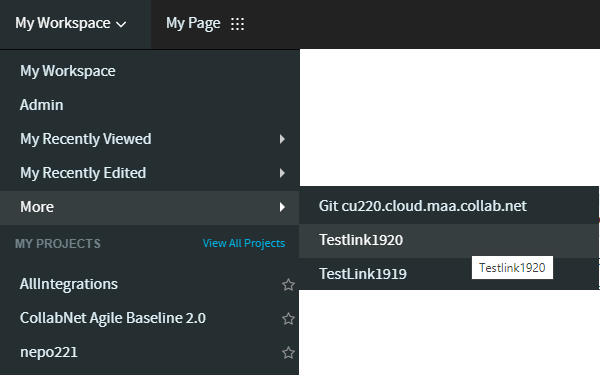 My Workspace
My Page
My Workspace
Admin
My Recently Viewed
My Recently Edited
More
Git cu220.cloud.maa.collab.net
Testlink1920
TestLink1919
Testlink1920
MY PROJECTS
View All Projects
AllIntegrations
CollabNet Agile Baseline 2.0
nepo221